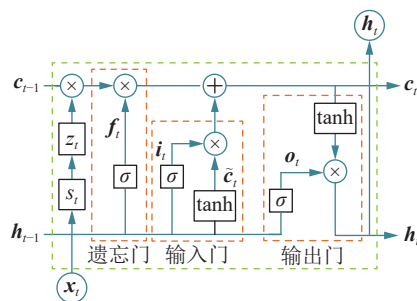 h_t
c_{t-1} × × + c_t
f_t tanh
z_t i_t × o_t
c̃_t ×
s_t σ σ tanh σ
h_{t-1} h_t
遗忘门 输入门 输出门
x_t